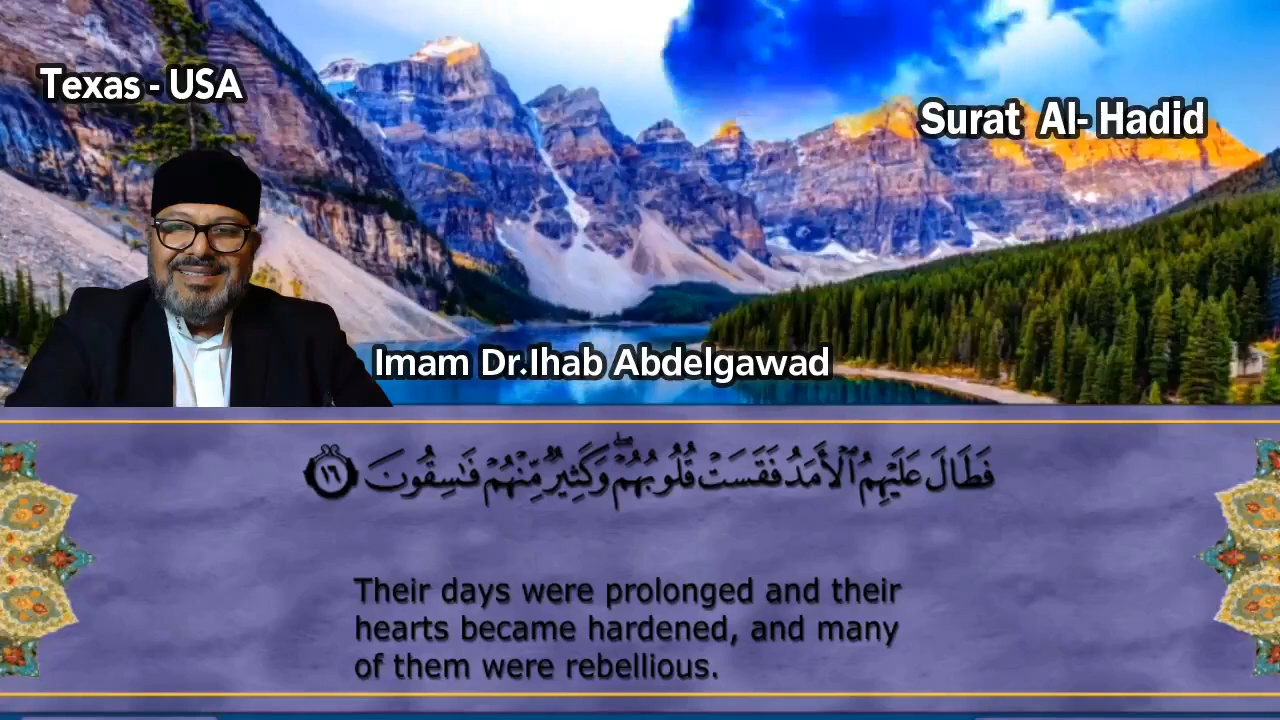 Texas - USA
Surat Al- Hadid
Imam Dr.Ihab Abdelgawad
فَطَالَ عَلَيْهِمُ ٱلْأَمَدُ فَقَسَتْ قُلُوبُهُمْ ۖ وَكَثِيرٌ مِّنْهُمْ فَـٰسِقُونَ ١٦
Their days were prolonged and their
hearts became hardened, and many
of them were rebellious.